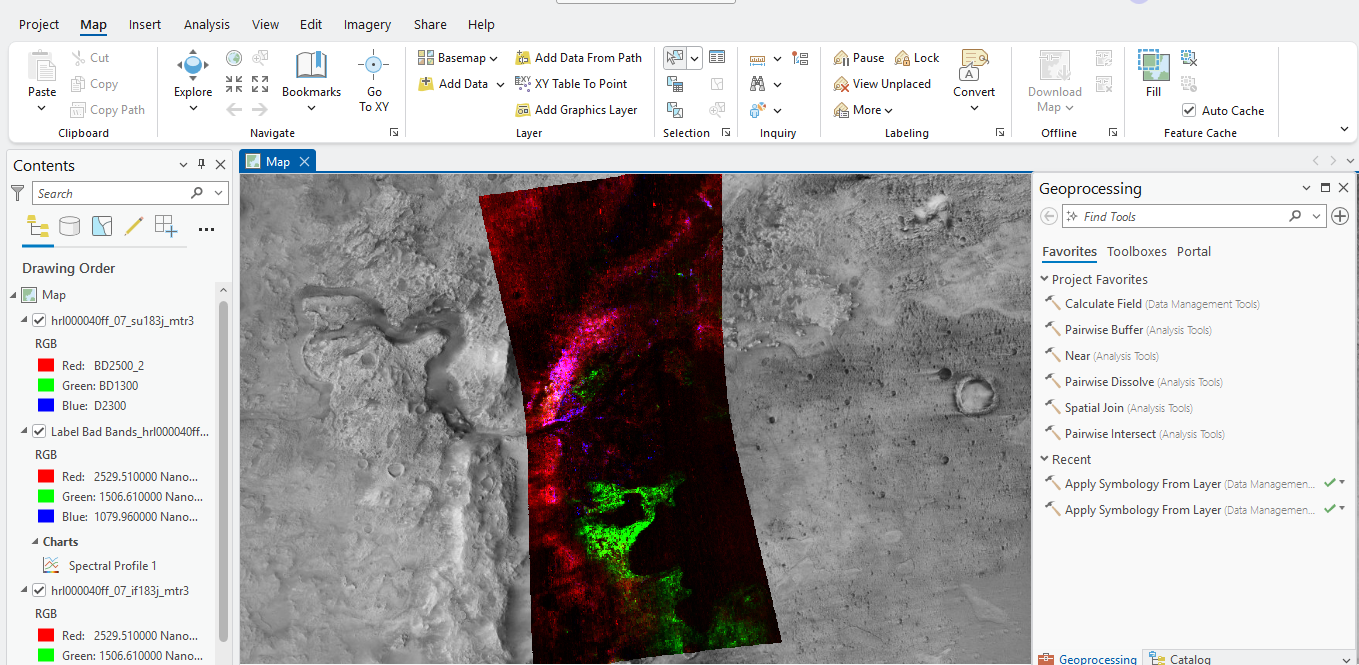 Project Map Insert Analysis View Edit Imagery Share Help
Paste
Cut
Copy
Copy Path
Clipboard
Explore
Bookmarks
Go
To XY
Navigate
Basemap
Add Data
Add Data From Path
XY Table To Point
Add Graphics Layer
Layer
Selection
Inquiry
Pause
Lock
View Unplaced
More
Convert
Labeling
Download
Map
Offline
Fill
Auto Cache
Feature Cache
Contents
Search
Drawing Order
Map
hrl000040ff_07_su183j_mtr3
RGB
Red: BD2500_2
Green: BD1300
Blue: D2300
Label Bad Bands_hrl000040ff...
RGB
Red: 2529.510000 Nano...
Green: 1506.610000 Nano...
Blue: 1079.960000 Nano...
Charts
Spectral Profile 1
hrl000040ff_07_if183j_mtr3
RGB
Red: 2529.510000 Nano...
Green: 1506.610000 Nano...
Map
Geoprocessing
Find Tools
Favorites Toolboxes Portal
Project Favorites
Calculate Field (Data Management Tools)
Pairwise Buffer (Analysis Tools)
Near (Analysis Tools)
Pairwise Dissolve (Analysis Tools)
Spatial Join (Analysis Tools)
Pairwise Intersect (Analysis Tools)
Recent
Apply Symbology From Layer (Data Managemen...
Apply Symbology From Layer (Data Managemen...
Geoprocessing Catalog